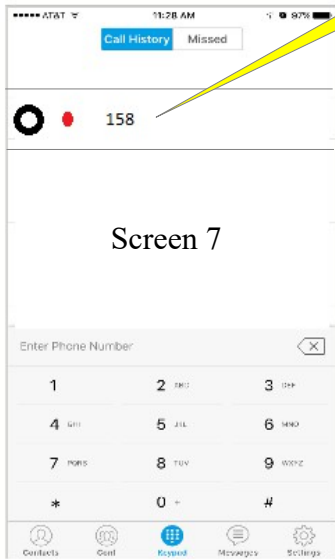 ••••• AT&T 11:28 AM 97%
Call History Missed
158
Screen 7
Enter Phone Number
1 2 ABC 3 DEF
4 GHI 5 JKL 6 MNO
7 PQRS 8 TUV 9 WXYZ
* 0 + #
Contacts Conf Keypad Messages Settings